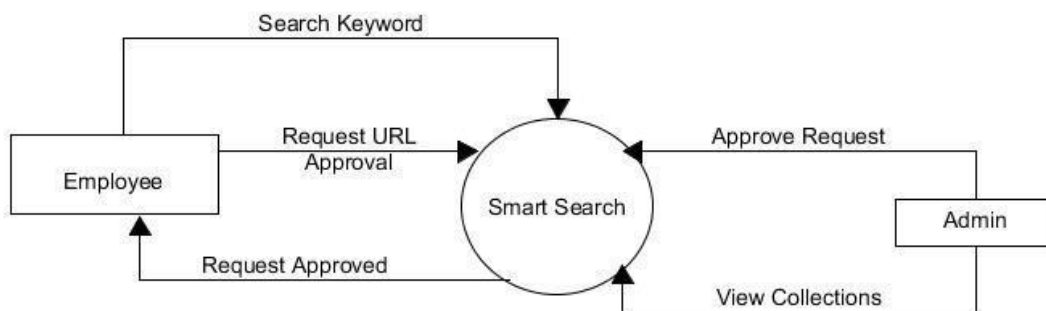 Search Keyword
Request URL
Approval
Approve Request
Employee
Smart Search
Admin
Request Approved
View Collections